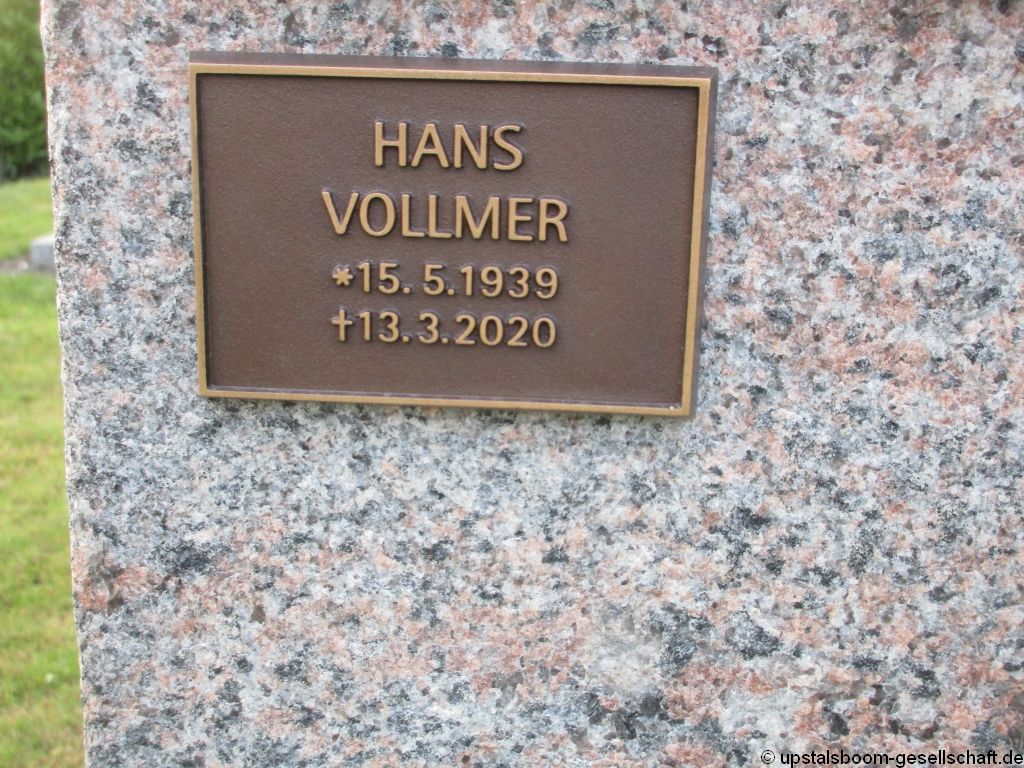 HANS
VOLLMER
*15.5.1939
†13.3.2020
© upstalsboom-gesellschaft.de